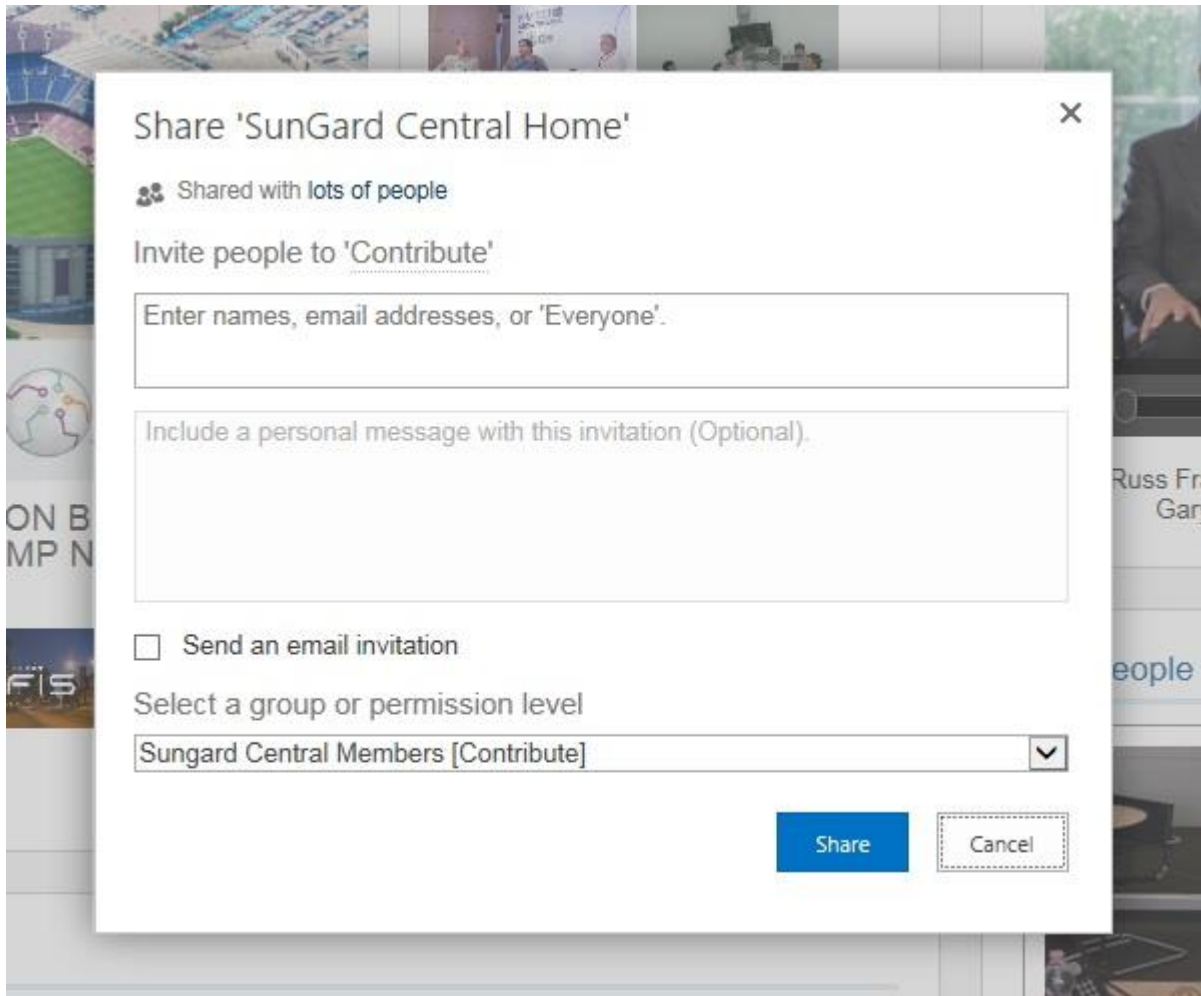 Share 'SunGard Central Home'
Shared with lots of people
Invite people to 'Contribute'
Enter names, email addresses, or 'Everyone'.
Include a personal message with this invitation (Optional).
Send an email invitation
Select a group or permission level
Sungard Central Members [Contribute]
Share
Cancel
ON B
MP N
FIS
Russ Fr
Gar
eople